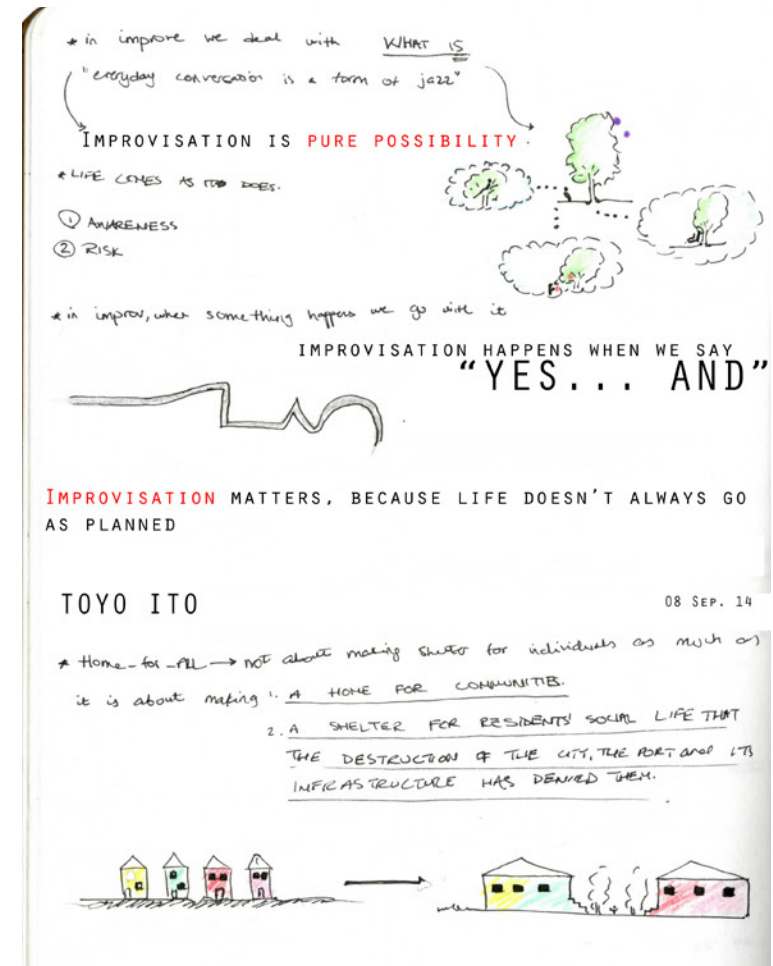 * in improve we deal with WHAT IS
"everyday conversation is a form of jazz"
IMPROVISATION IS PURE POSSIBILITY.
* LIFE COMES AS IT DOES.
① AWARENESS
② RISK
* in improv, when something happens we go with it
IMPROVISATION HAPPENS WHEN WE SAY
"YES... AND"
IMPROVISATION MATTERS, BECAUSE LIFE DOESN'T ALWAYS GO
AS PLANNED
TOYO ITO
08 SEP. 14
* Home-for-All → not about making shelter for individuals as much as
it is about making 1. A HOME FOR COMMUNITIES.
2. A SHELTER FOR RESIDENTS' SOCIAL LIFE THAT
THE DESTRUCTION OF THE CITY, THE PORT and ITS
INFRASTRUCTURE HAS DENIED THEM.